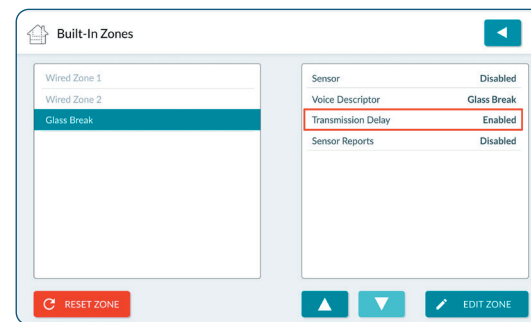 Built-In Zones
Wired Zone 1
Wired Zone 2
Glass Break
Sensor Disabled
Voice Descriptor Glass Break
Transmission Delay Enabled
Sensor Reports Disabled
RESET ZONE
EDIT ZONE